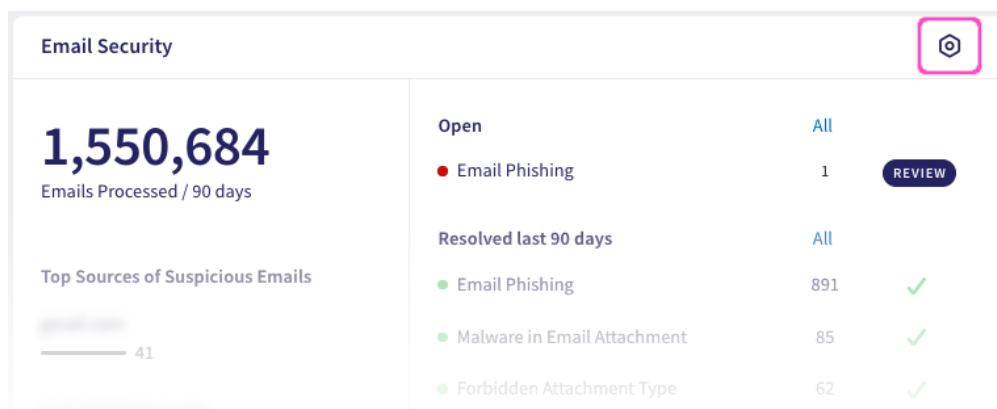 Email Security
1,550,684
Emails Processed / 90 days
Top Sources of Suspicious Emails
41
Open All
Email Phishing 1 REVIEW
Resolved last 90 days All
Email Phishing 891
Malware in Email Attachment 85
Forbidden Attachment Type 62